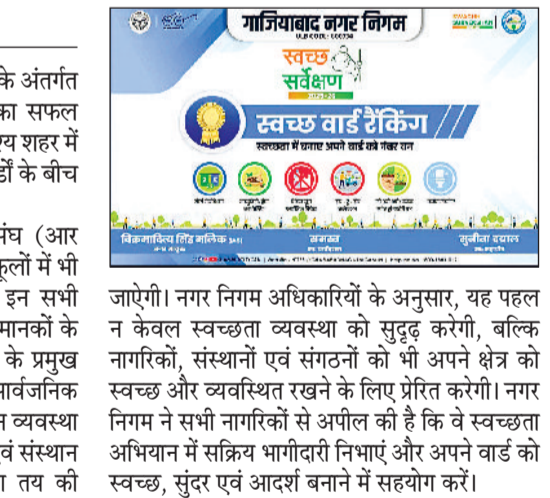 के अंतर्गत
का सफल
श्य शहर में
र्डों के बीच
संघ (आर
कूलों में भी
इन सभी
मानकों के
के प्रमुख
सार्वजनिक
न व्यवस्था
वं संस्थान
ा तय की
गाजियाबाद नगर निगम
स्वच्छ
सर्वेक्षण
स्वच्छ वार्ड रैंकिंग
स्वच्छता में बनाए अपने वार्ड को नंबर वन
विक्रमादित्य सिंह मलिक
समस्त
सुनीता दयाल
जाऐगी। नगर निगम अधिकारियों के अनुसार, यह पहल
न केवल स्वच्छता व्यवस्था को सुदृढ़ करेगी, बल्कि
नागरिकों, संस्थानों एवं संगठनों को भी अपने क्षेत्र को
स्वच्छ और व्यवस्थित रखने के लिए प्रेरित करेगी। नगर
निगम ने सभी नागरिकों से अपील की है कि वे स्वच्छता
अभियान में सक्रिय भागीदारी निभाएं और अपने वार्ड को
स्वच्छ, सुंदर एवं आदर्श बनाने में सहयोग करें।